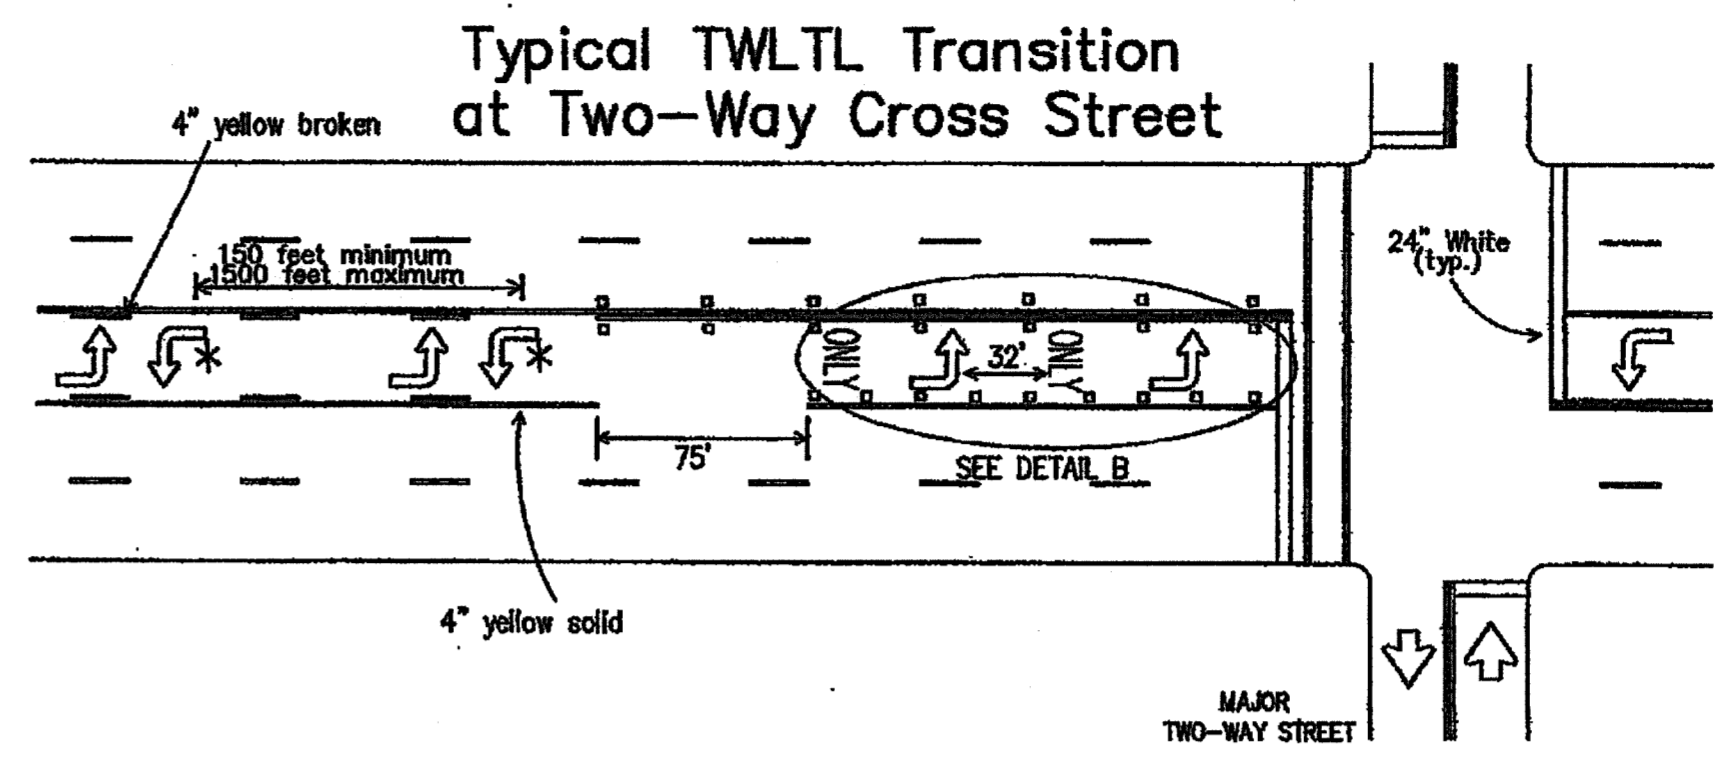 Typical TWLTL Transition
at Two-Way Cross Street
4" yellow broken
150 feet minimum
1500 feet maximum
24" White
(typ.)
ONLY
32'
ONLY
75'
SEE DETAIL B
4" yellow solid
MAJOR
TWO-WAY STREET